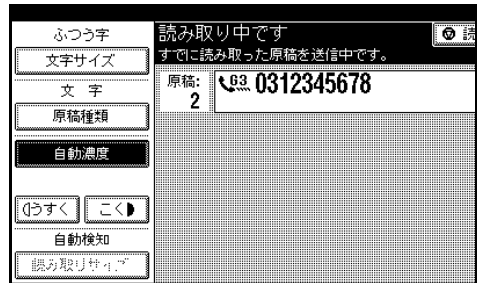 ふつう字
文字サイズ
文 字
原稿種類
自動濃度
うすく
こく
自動検知
読み取りサイズ
読み取り中です
すでに読み取った原稿を送信中です。
原稿:
2
G3 0312345678
読